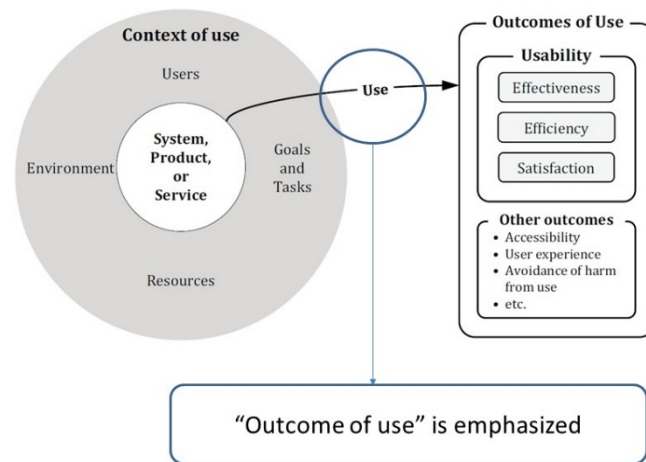 Context of use
Users
Environment
System,
Product,
or
Service
Goals
and
Tasks
Resources
Use
Outcomes of Use
Usability
Effectiveness
Efficiency
Satisfaction
Other outcomes
• Accessibility
• User experience
• Avoidance of harm
from use
• etc.
“Outcome of use” is emphasized